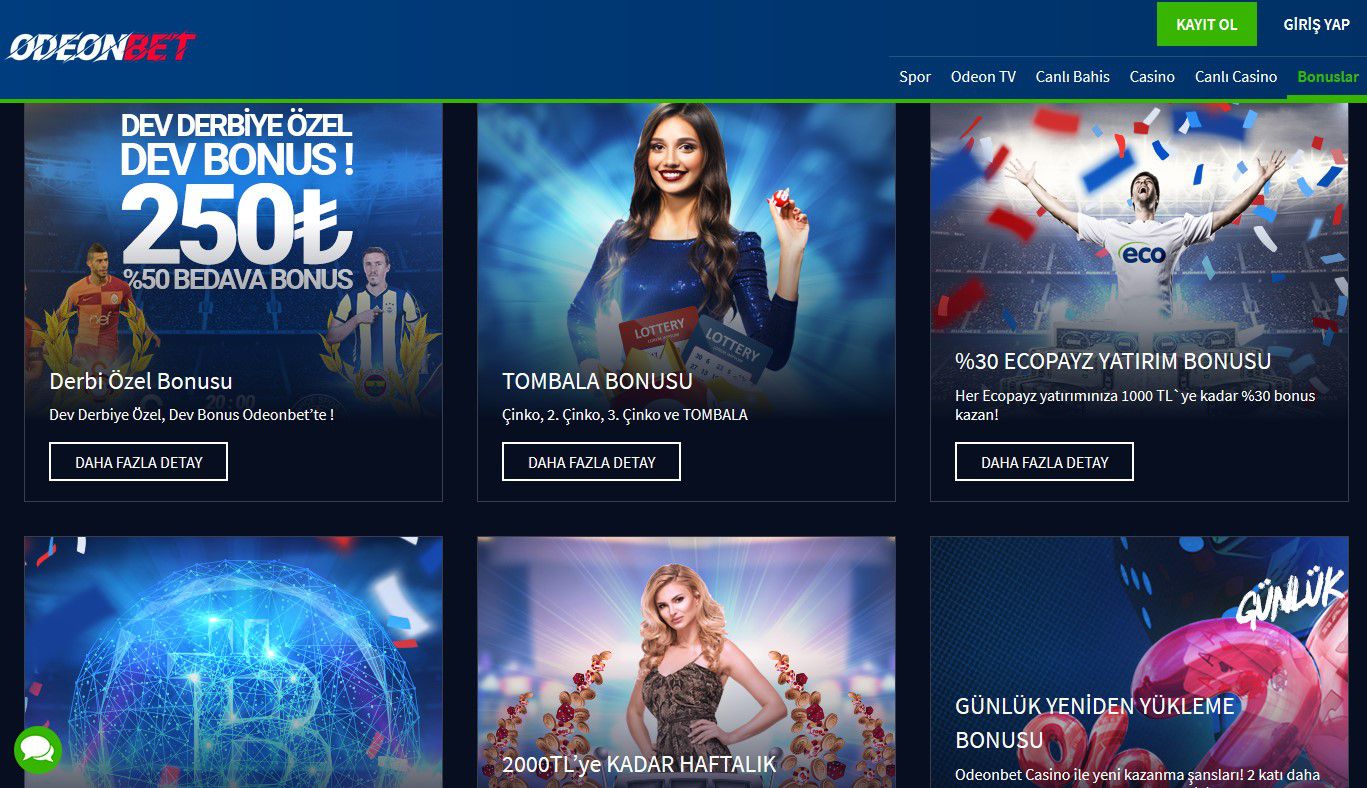 ODEONBET
KAYIT OL
GİRİŞ YAP
Spor
Odeon TV
Canlı Bahis
Casino
Canlı Casino
Bonuslar
DEV DERBİYE ÖZEL
DEV BONUS !
250₺
%50 BEDAVA BONUS
nef
20:00
Derbi Özel Bonusu
Dev Derbiye Özel, Dev Bonus Odeonbet’te !
DAHA FAZLA DETAY
LOTTERY
LOTTERY
TOMBALA BONUSU
Çinko, 2. Çinko, 3. Çinko ve TOMBALA
DAHA FAZLA DETAY
eco
%30 ECOPAYZ YATIRIM BONUSU
Her Ecopayz yatırımınıza 1000 TL`ye kadar %30 bonus
kazan!
DAHA FAZLA DETAY
2000TL’ye KADAR HAFTALIK
GÜNLÜK
GÜNLÜK YENİDEN YÜKLEME
BONUSU
Odeonbet Casino ile yeni kazanma şansları! 2 katı daha